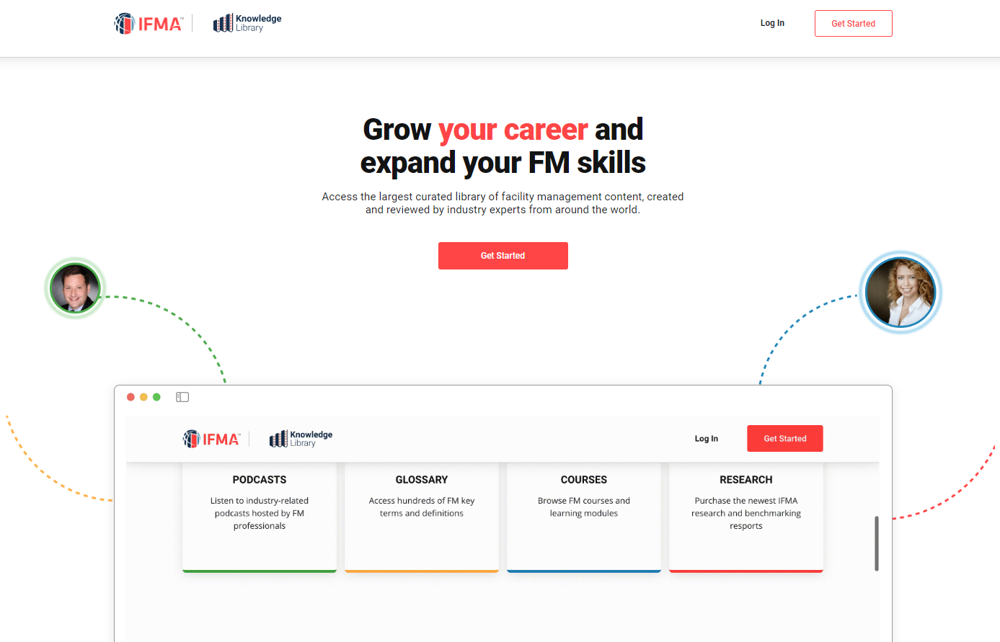 IFMA™
Knowledge
Library
Log In
Get Started
Grow your career and
expand your FM skills
Access the largest curated library of facility management content, created
and reviewed by industry experts from around the world.
Get Started
IFMA™
Knowledge
Library
Log In
Get Started
PODCASTS
Listen to industry-related
podcasts hosted by FM
professionals
GLOSSARY
Access hundreds of FM key
terms and definitions
COURSES
Browse FM courses and
learning modules
RESEARCH
Purchase the newest IFMA
research and benchmarking
resports